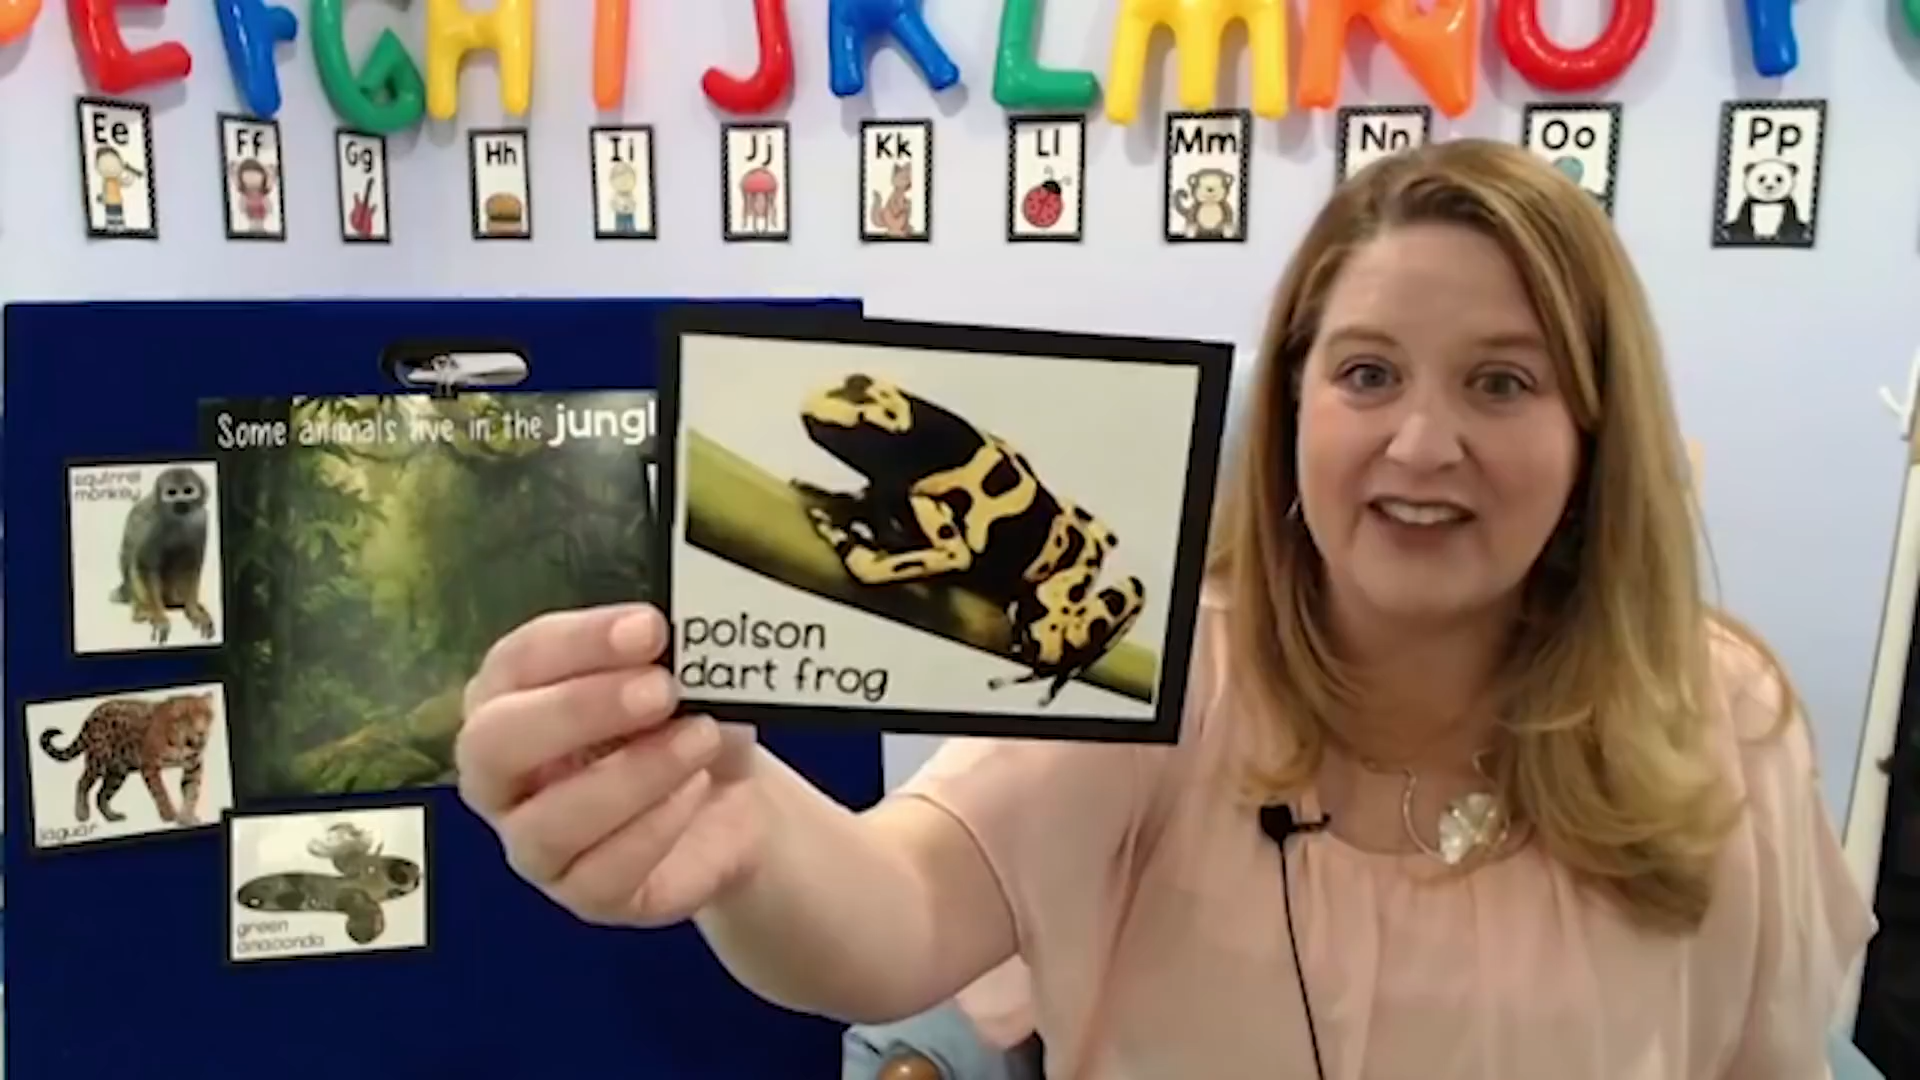 E F G H I J K L M N O P
Ee Ff Gg Hh Ii Jj Kk Ll Mm Nn Oo Pp
Some animals live in the jungl
squirrel
monkey
poison
dart frog
jaguar
green
anaconda